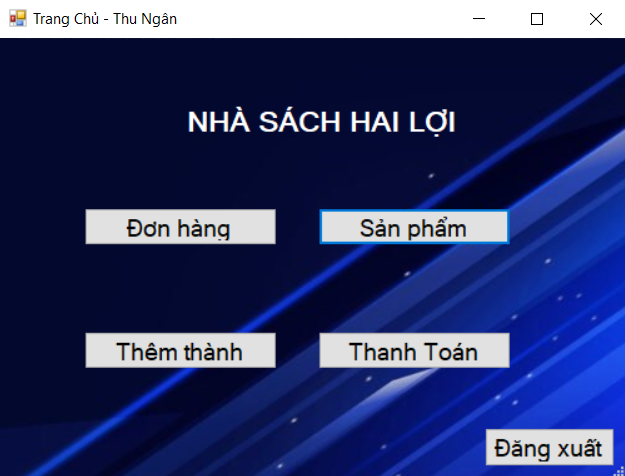 Trang Chủ - Thu Ngân
NHÀ SÁCH HAI LỢI
Đơn hàng
Sản phẩm
Thêm thành
Thanh Toán
Đăng xuất